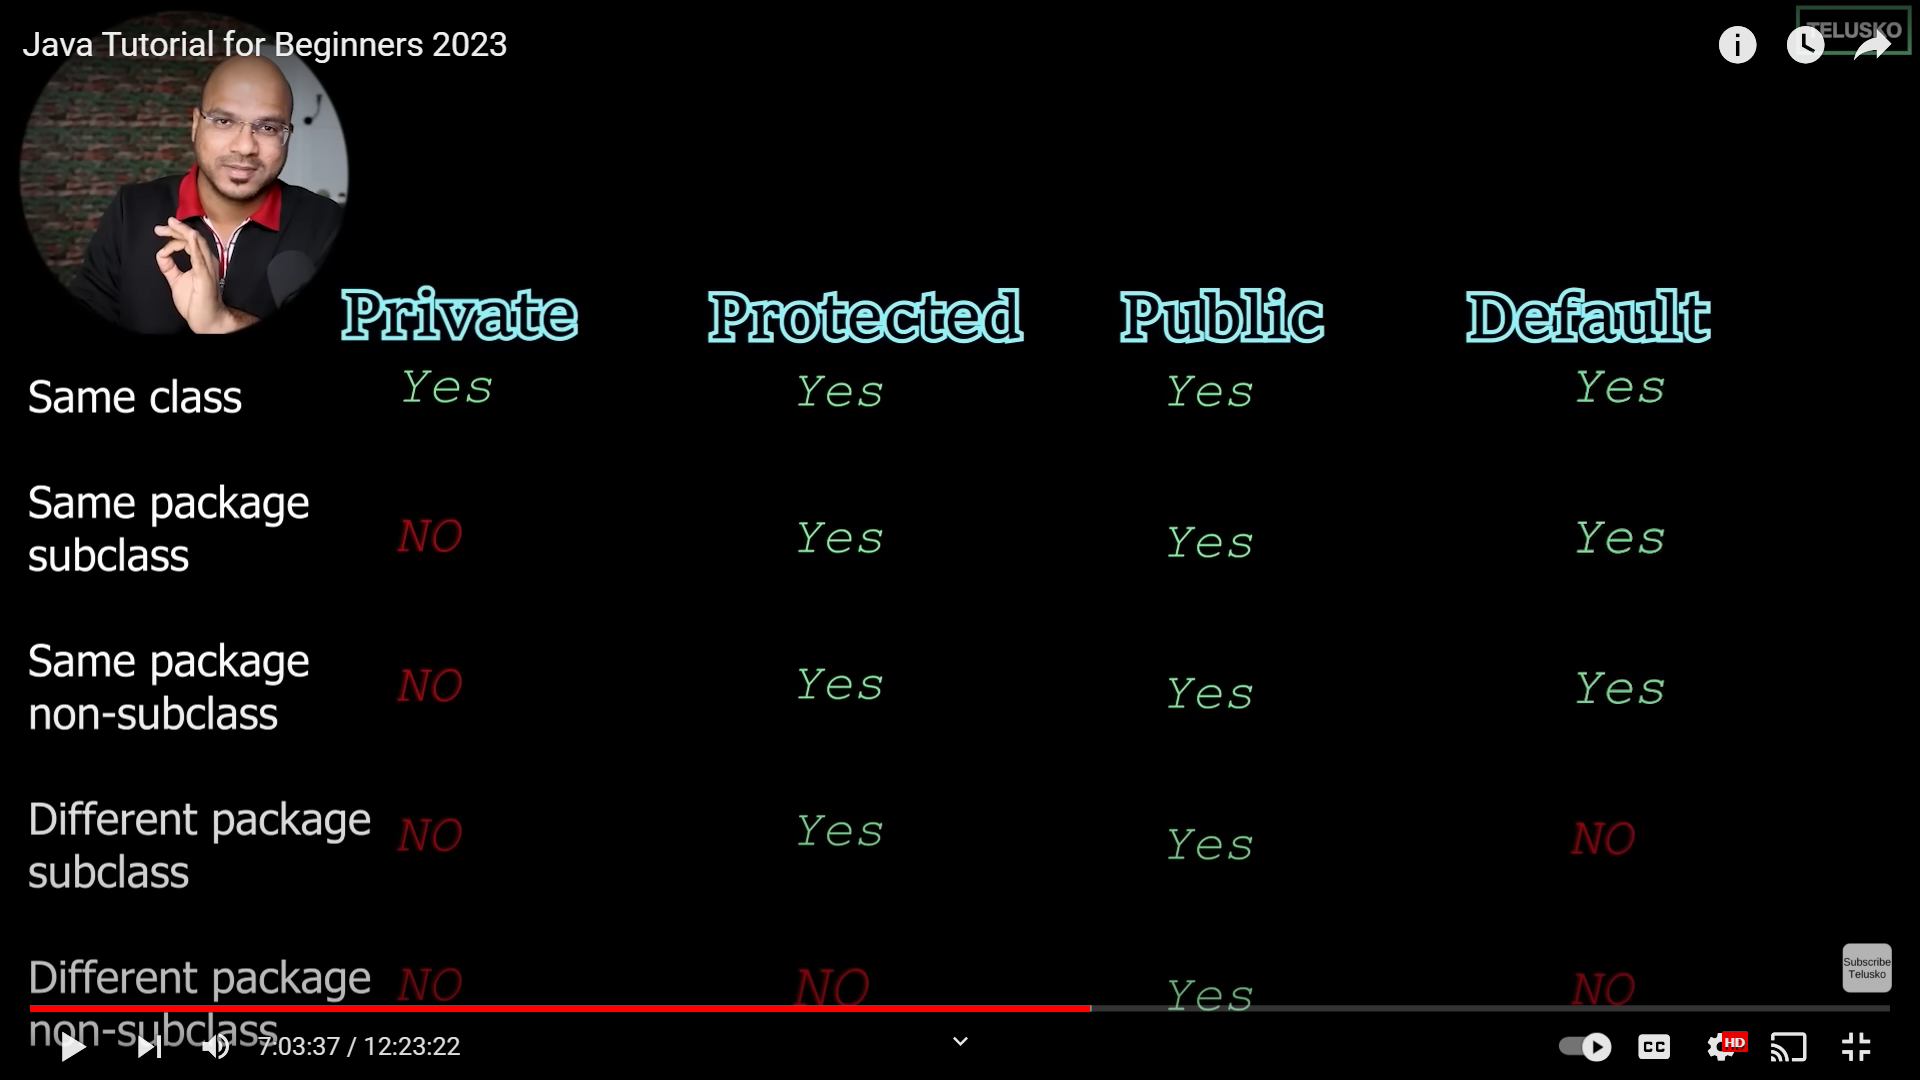 Java Tutorial for Beginners 2023
TELUSKO
Private Protected Public Default
Same class Yes Yes Yes Yes
Same package
subclass
NO Yes Yes Yes
Same package
non-subclass
NO Yes Yes Yes
Different package
subclass
NO Yes Yes NO
Different package
non-subclass
NO NO Yes NO
Subscribe
Telusko
7:03:37 / 12:23:22
CC
HD